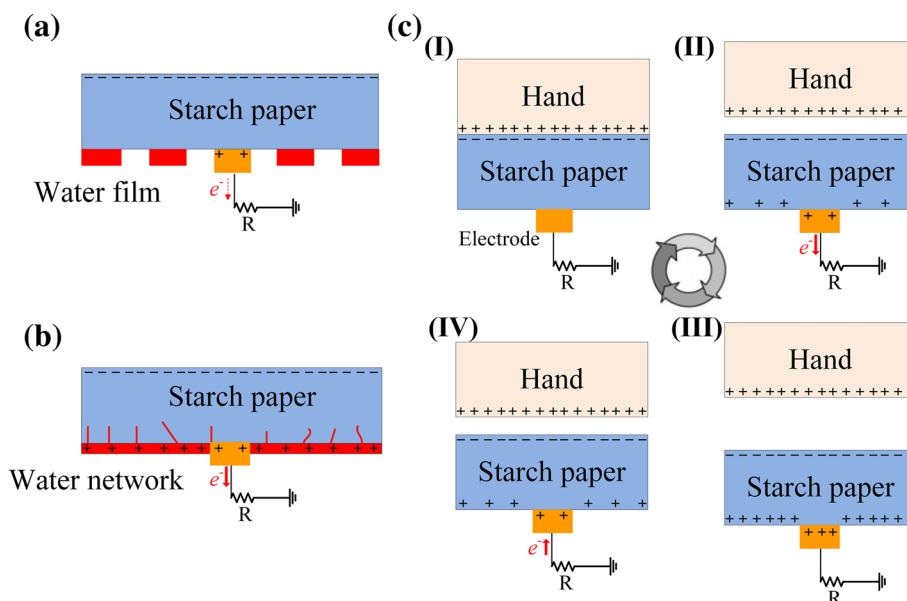 (a)
Starch paper
+ +
Water film
e-
R
(b)
Starch paper
+ + + + + + + + + + + +
Water network
e-
R
(c)
(I)
Hand
+++++++++++++++
Starch paper
Electrode
R
(II)
Hand
++++++++++++++
Starch paper
+ + + + + +
+ +
e-
R
(IV)
Hand
++++++++++++++
Starch paper
+ + + + + +
+ +
e-
R
(III)
Hand
++++++++++++++
Starch paper
++++++ ++++++
+++
R